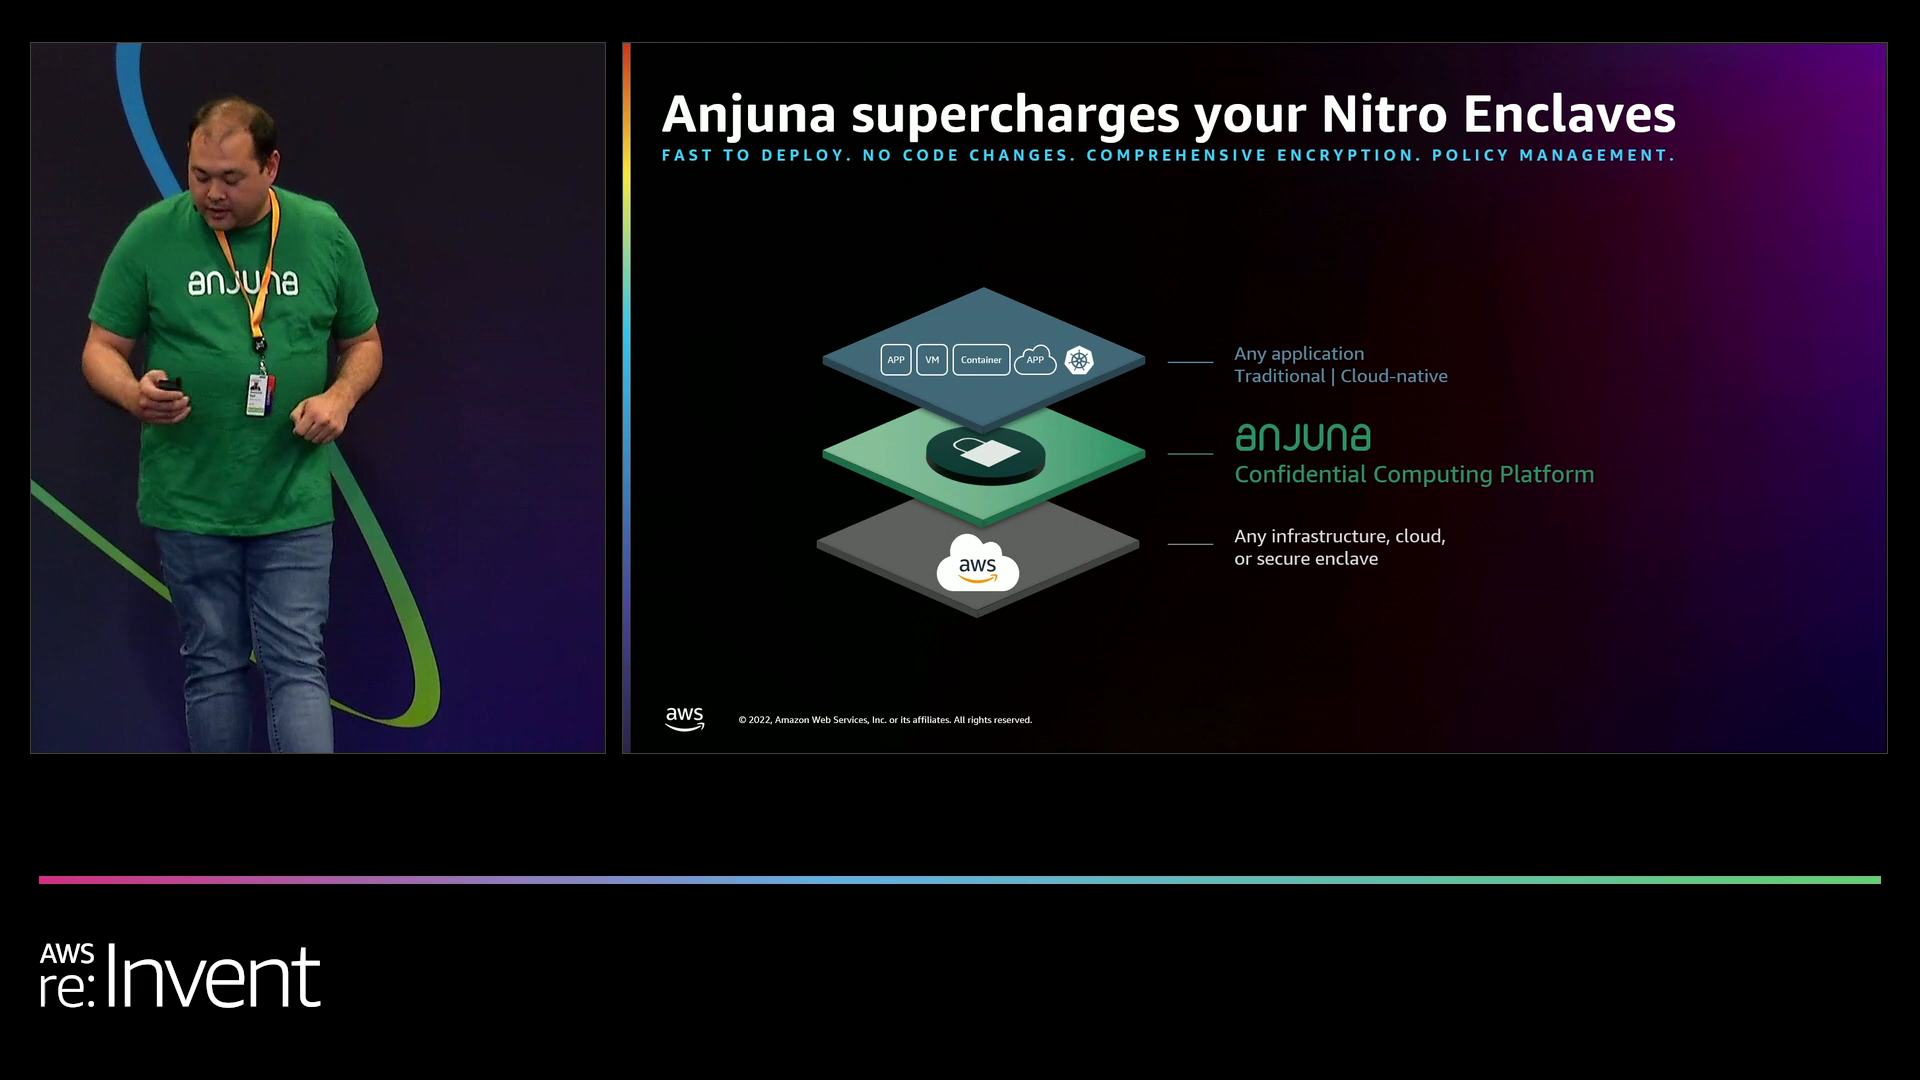 anjuna
Anjuna supercharges your Nitro Enclaves
FAST TO DEPLOY. NO CODE CHANGES. COMPREHENSIVE ENCRYPTION. POLICY MANAGEMENT.
APP
VM
Container
APP
Any application
Traditional | Cloud-native
anjuna
Confidential Computing Platform
aws
Any infrastructure, cloud,
or secure enclave
aws
© 2022, Amazon Web Services, Inc. or its affiliates. All rights reserved.
AWS
re:Invent